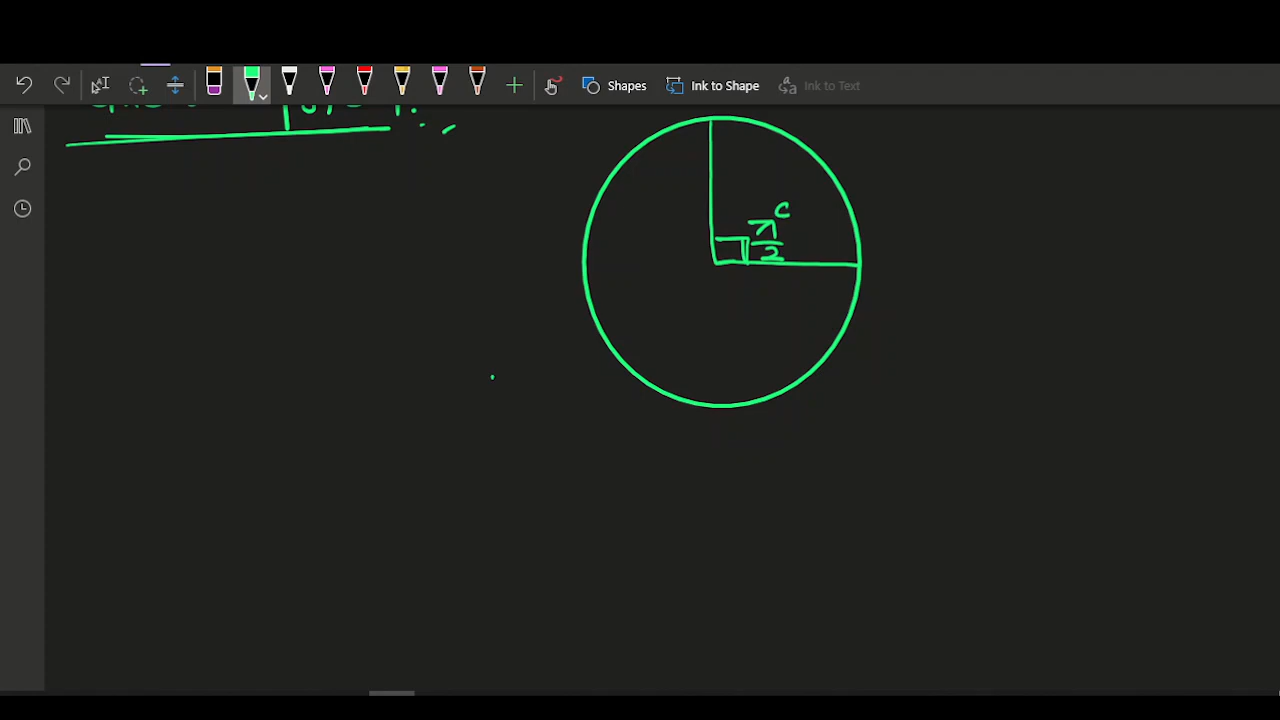 Shapes
Ink to Shape
Ink to Text
π/2 c